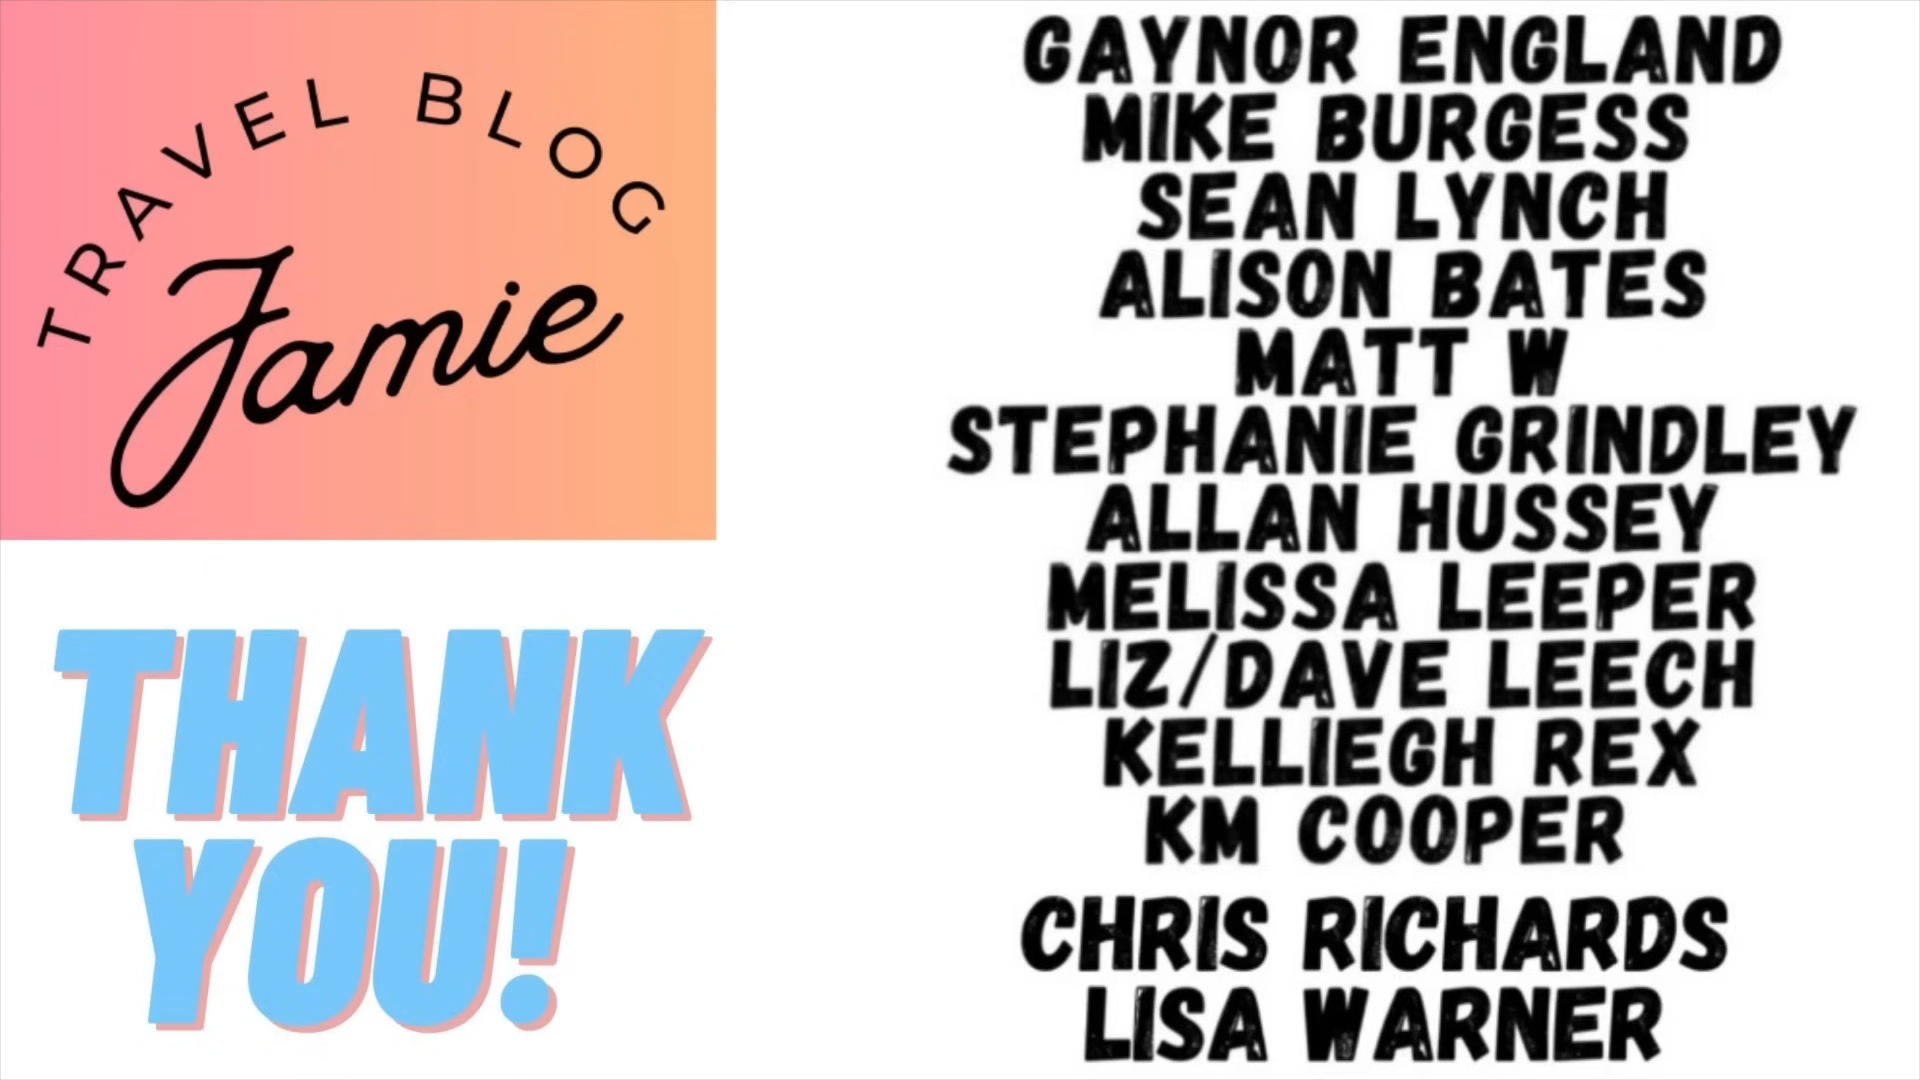 TRAVEL BLOG
Jamie
THANK
YOU!
GAYNOR ENGLAND
MIKE BURGESS
SEAN LYNCH
ALISON BATES
MATT W
STEPHANIE GRINDLEY
ALLAN HUSSEY
MELISSA LEEPER
LIZ/DAVE LEECH
KELLIEGH REX
KM COOPER
CHRIS RICHARDS
LISA WARNER